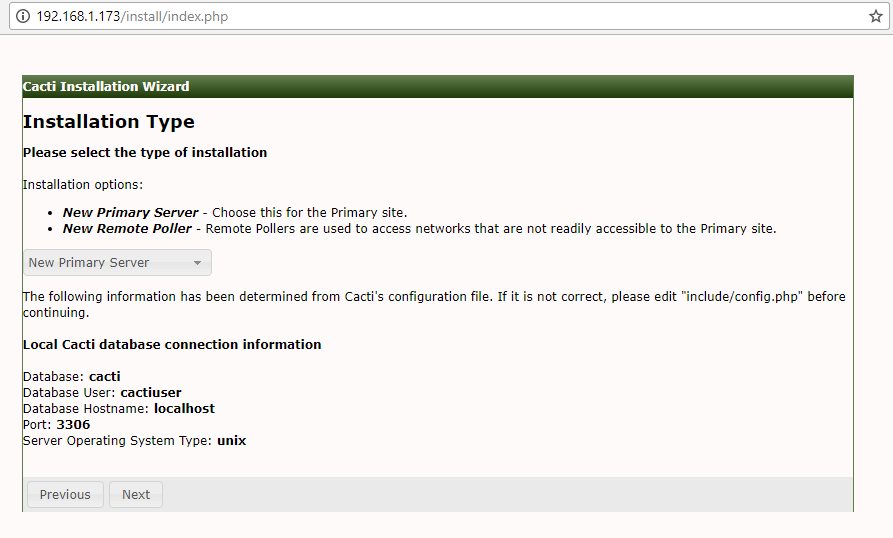 192.168.1.173/install/index.php
Cacti Installation Wizard
Installation Type
Please select the type of installation
Installation options:
• New Primary Server - Choose this for the Primary site.
• New Remote Poller - Remote Pollers are used to access networks that are not readily accessible to the Primary site.
New Primary Server
The following information has been determined from Cacti's configuration file. If it is not correct, please edit "include/config.php" before
continuing.
Local Cacti database connection information
Database: cacti
Database User: cactiuser
Database Hostname: localhost
Port: 3306
Server Operating System Type: unix
Previous Next